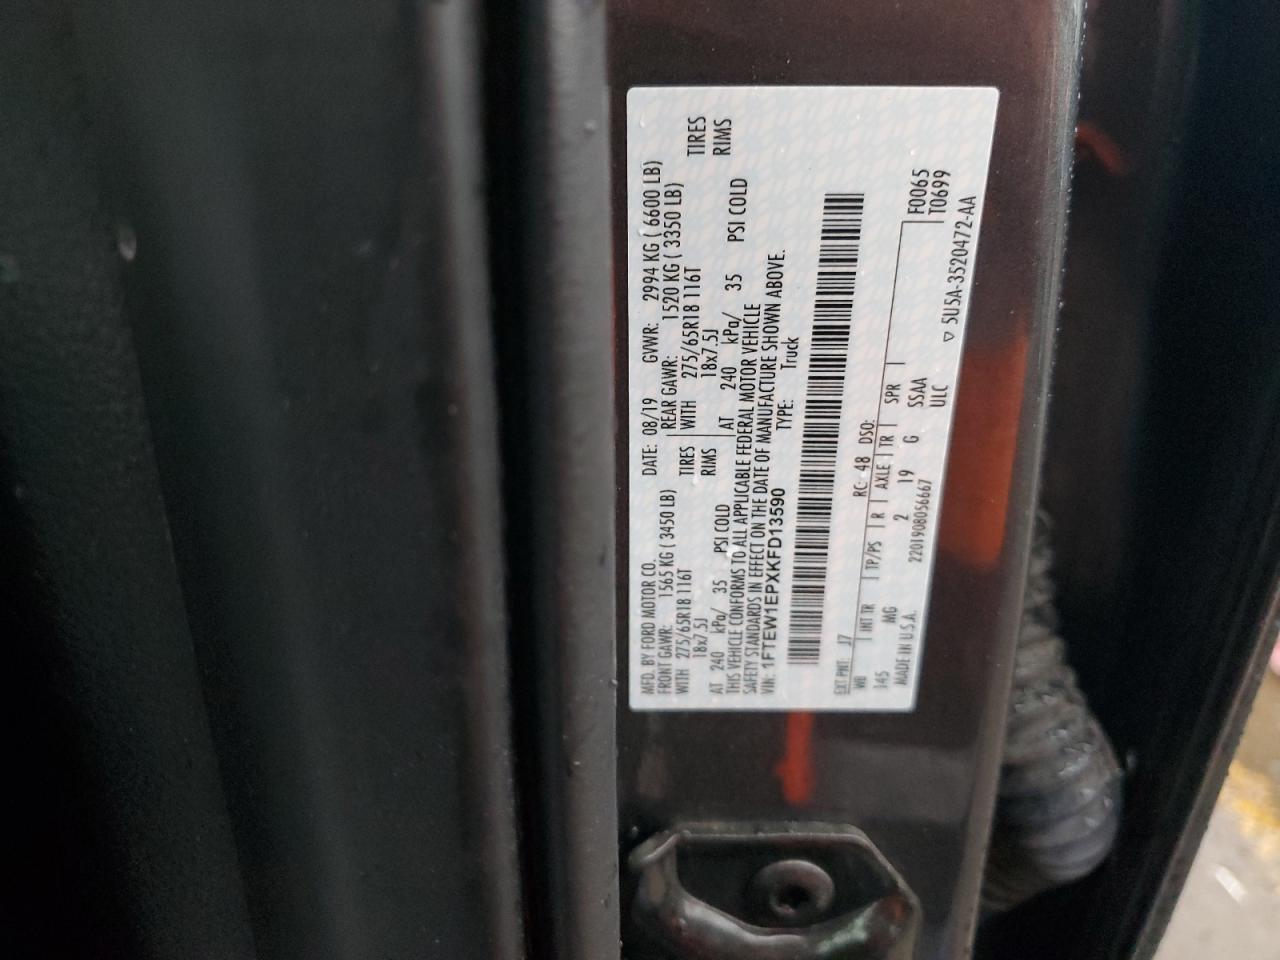 MFD. BY FORD MOTOR CO.
DATE: 08/19 GVWR: 2994 KG ( 6600 LB)
FRONT GAWR: 1565 KG ( 3450 LB) REAR GAWR: 1520 KG ( 3350 LB)
WITH 275/65R18 116T TIRES WITH 275/65R18 116T TIRES
18x7.5J RIMS 18x7.5J RIMS
AT 240 kPa/ 35 PSI COLD AT 240 kPa/ 35 PSI COLD
THIS VEHICLE CONFORMS TO ALL APPLICABLE FEDERAL MOTOR VEHICLE
SAFETY STANDARDS IN EFFECT ON THE DATE OF MANUFACTURE SHOWN ABOVE.
VIN: 1FTEW1EPXKFD13590 TYPE: Truck
EXT PNT: J7 RC: 48 DSO:
WB INT TR TP/PS R AXLE TR SPR F0065
145 MG 2 19 G SSAA T0699
MADE IN U.S.A. 2201908056667 ULC
▽ 5U5A-3520472-AA